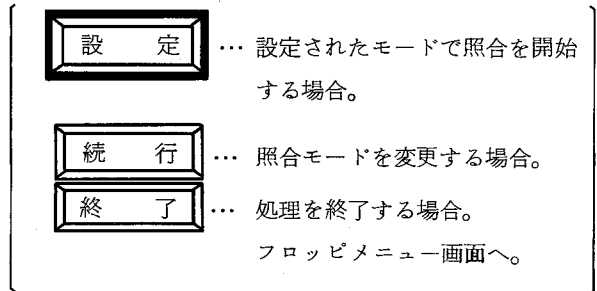 設　定 … 設定されたモードで照合を開始
する場合。
続　行 … 照合モードを変更する場合。
終　了 … 処理を終了する場合。
フロッピメニュー画面へ。